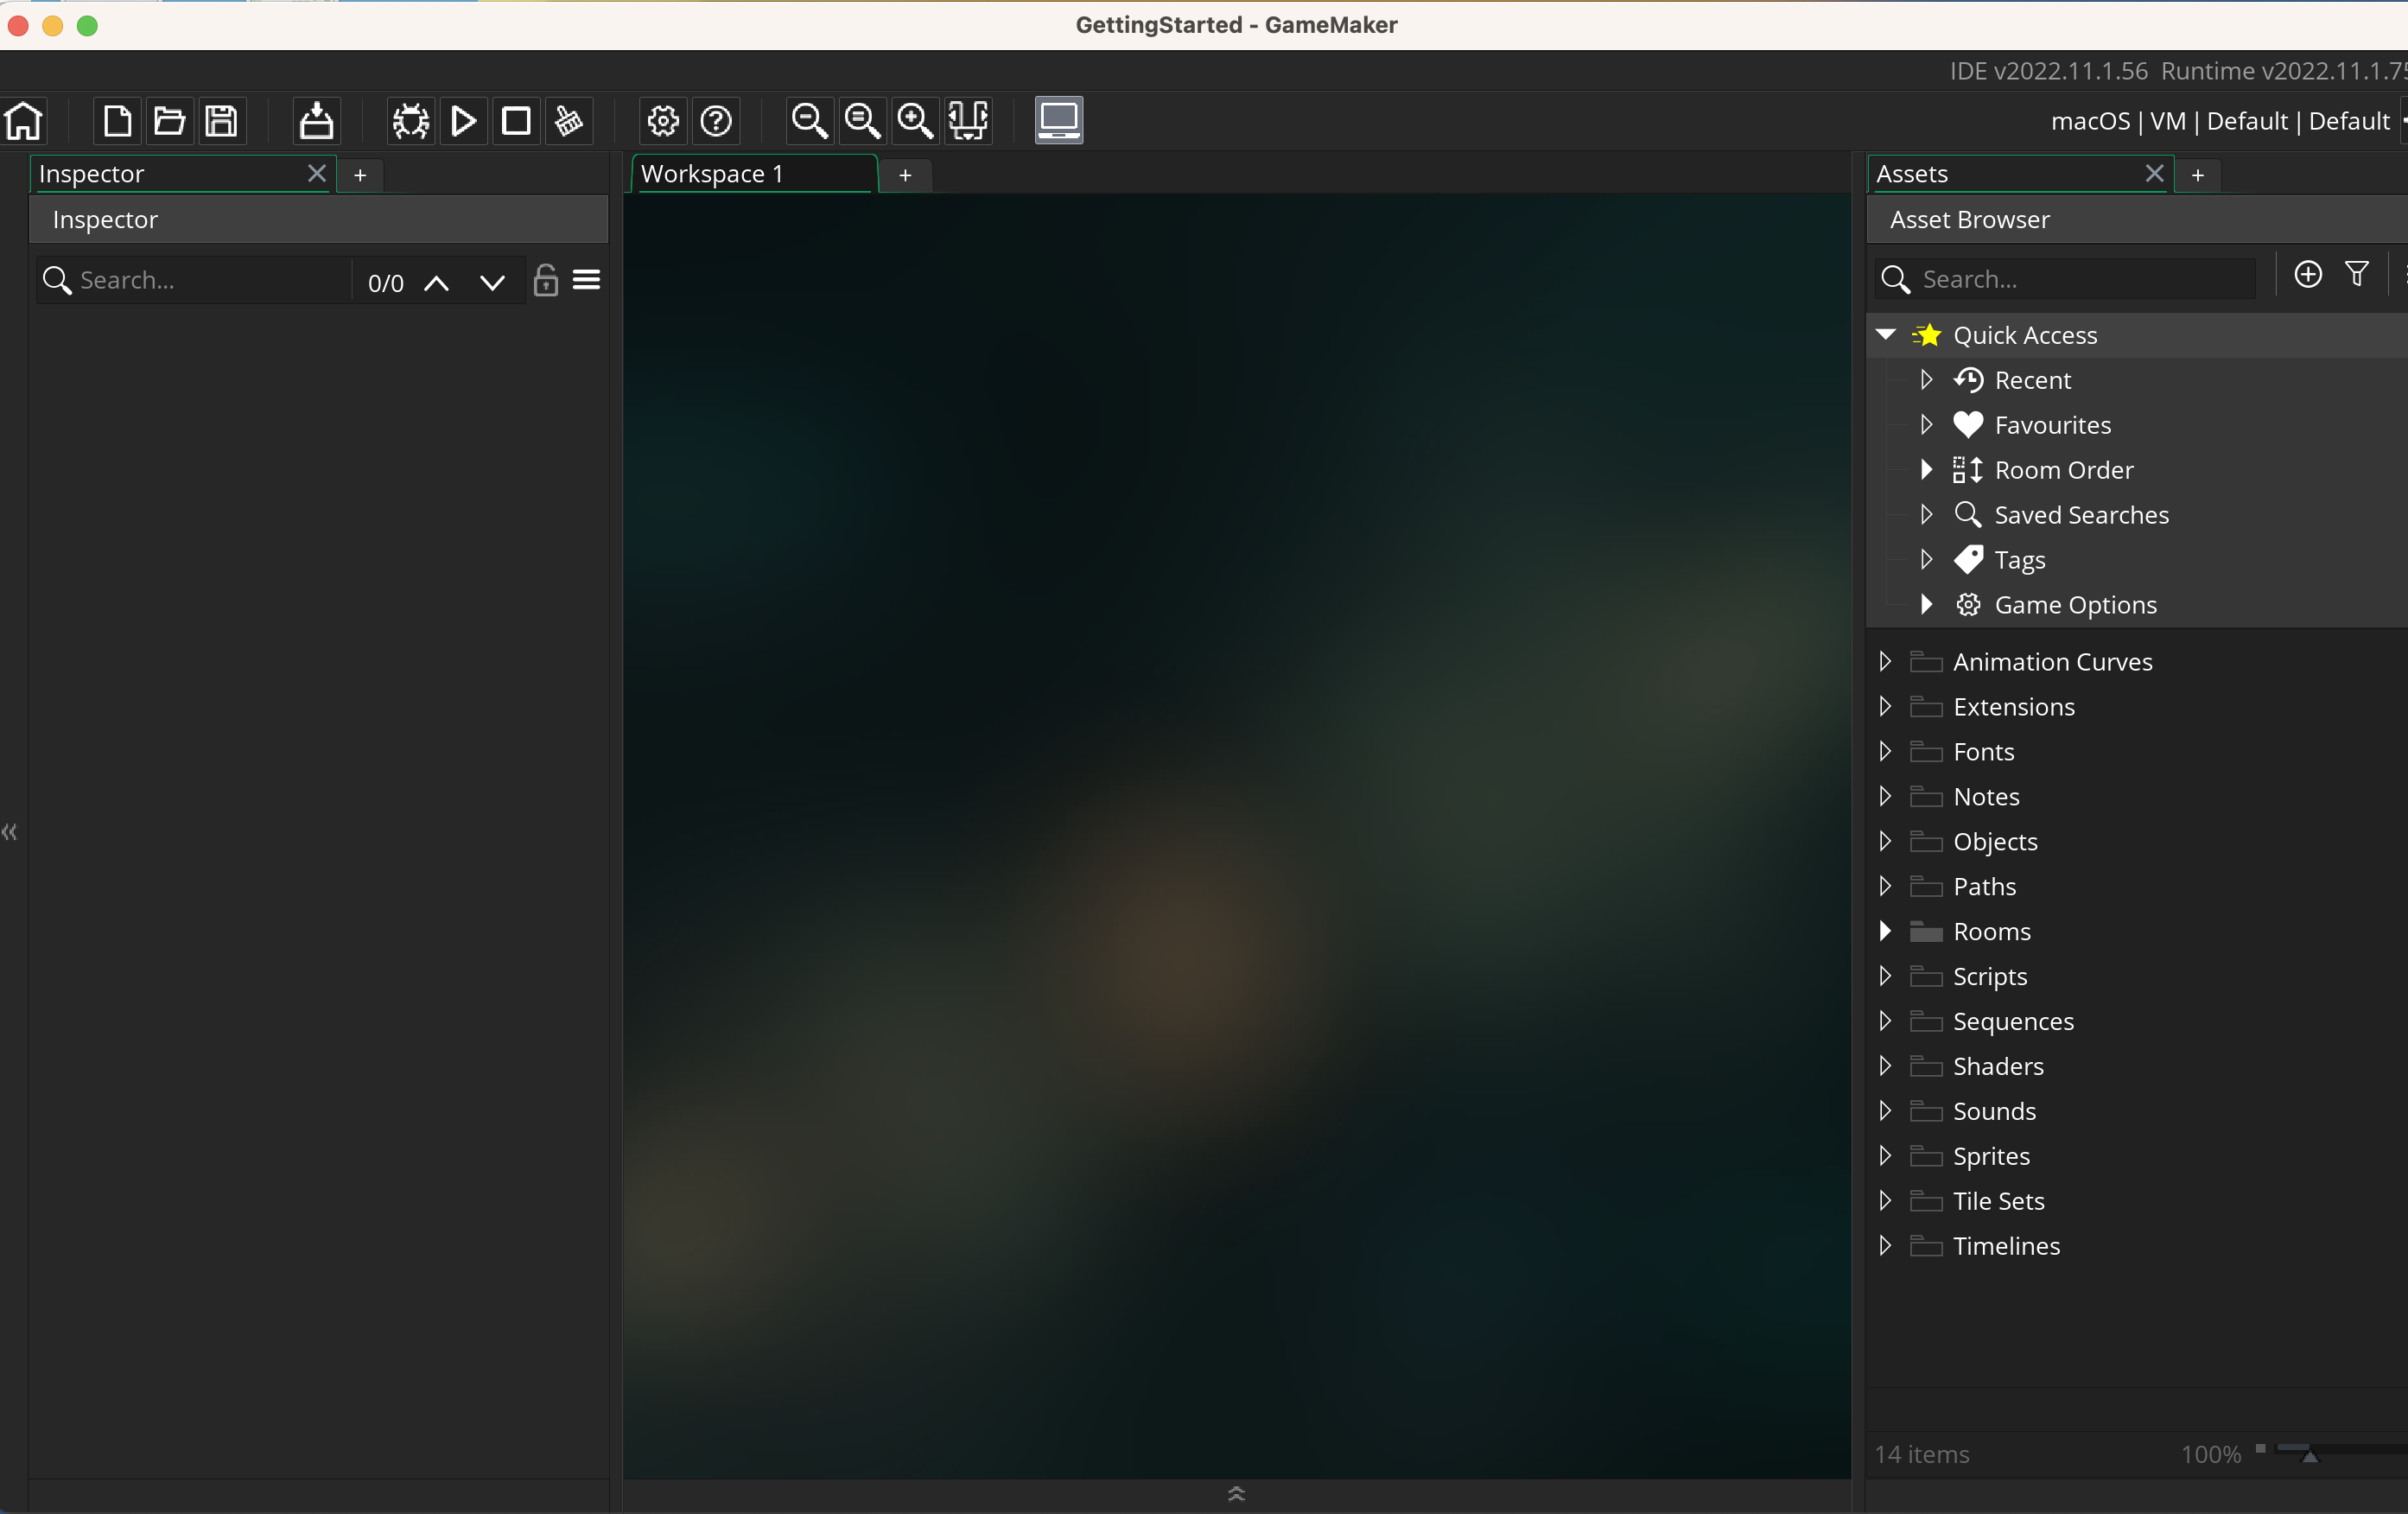 GettingStarted - GameMaker
IDE v2022.11.1.56 Runtime v2022.11.1.75
macOS | VM | Default | Default
Inspector
Workspace 1
Assets
Inspector
Asset Browser
Search...
0/0
Search...
Quick Access
Recent
Favourites
Room Order
Saved Searches
Tags
Game Options
Animation Curves
Extensions
Fonts
Notes
Objects
Paths
Rooms
Scripts
Sequences
Shaders
Sounds
Sprites
Tile Sets
Timelines
14 items
100%